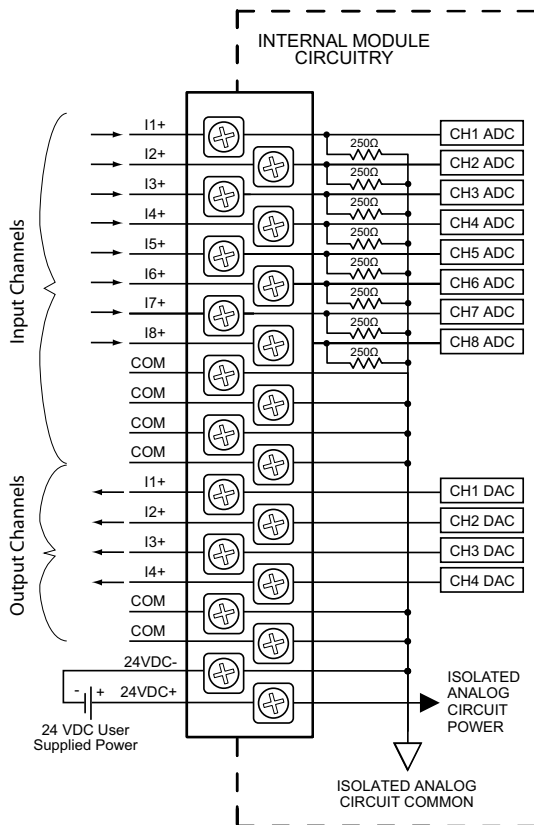 INTERNAL MODULE
CIRCUITRY
Input Channels
I1+
250Ω
CH1 ADC
I2+
250Ω
CH2 ADC
I3+
250Ω
CH3 ADC
I4+
250Ω
CH4 ADC
I5+
250Ω
CH5 ADC
I6+
250Ω
CH6 ADC
I7+
250Ω
CH7 ADC
I8+
250Ω
CH8 ADC
COM
COM
COM
COM
Output Channels
I1+
CH1 DAC
I2+
CH2 DAC
I3+
CH3 DAC
I4+
CH4 DAC
COM
COM
24VDC-
- +
24VDC+
24 VDC User
Supplied Power
ISOLATED
ANALOG
CIRCUIT
POWER
ISOLATED ANALOG
CIRCUIT COMMON